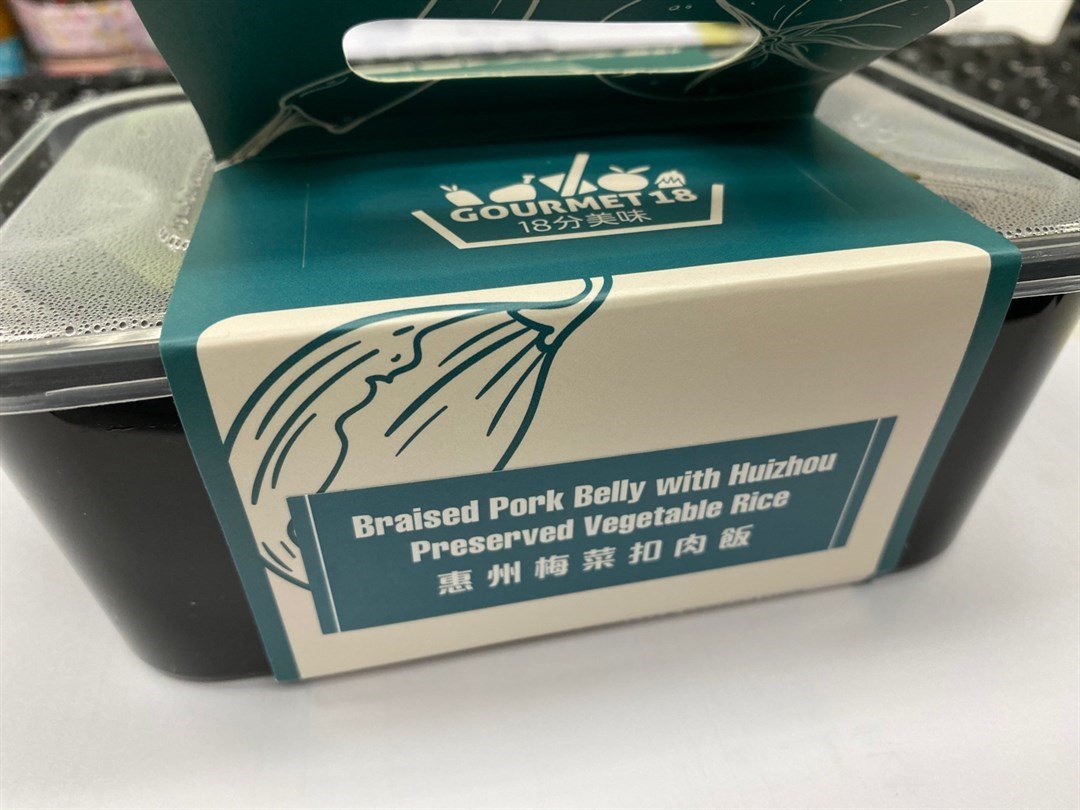 GOURMET 18
18分美味
Braised Pork Belly with Huizhou
Preserved Vegetable Rice
惠州梅菜扣肉飯